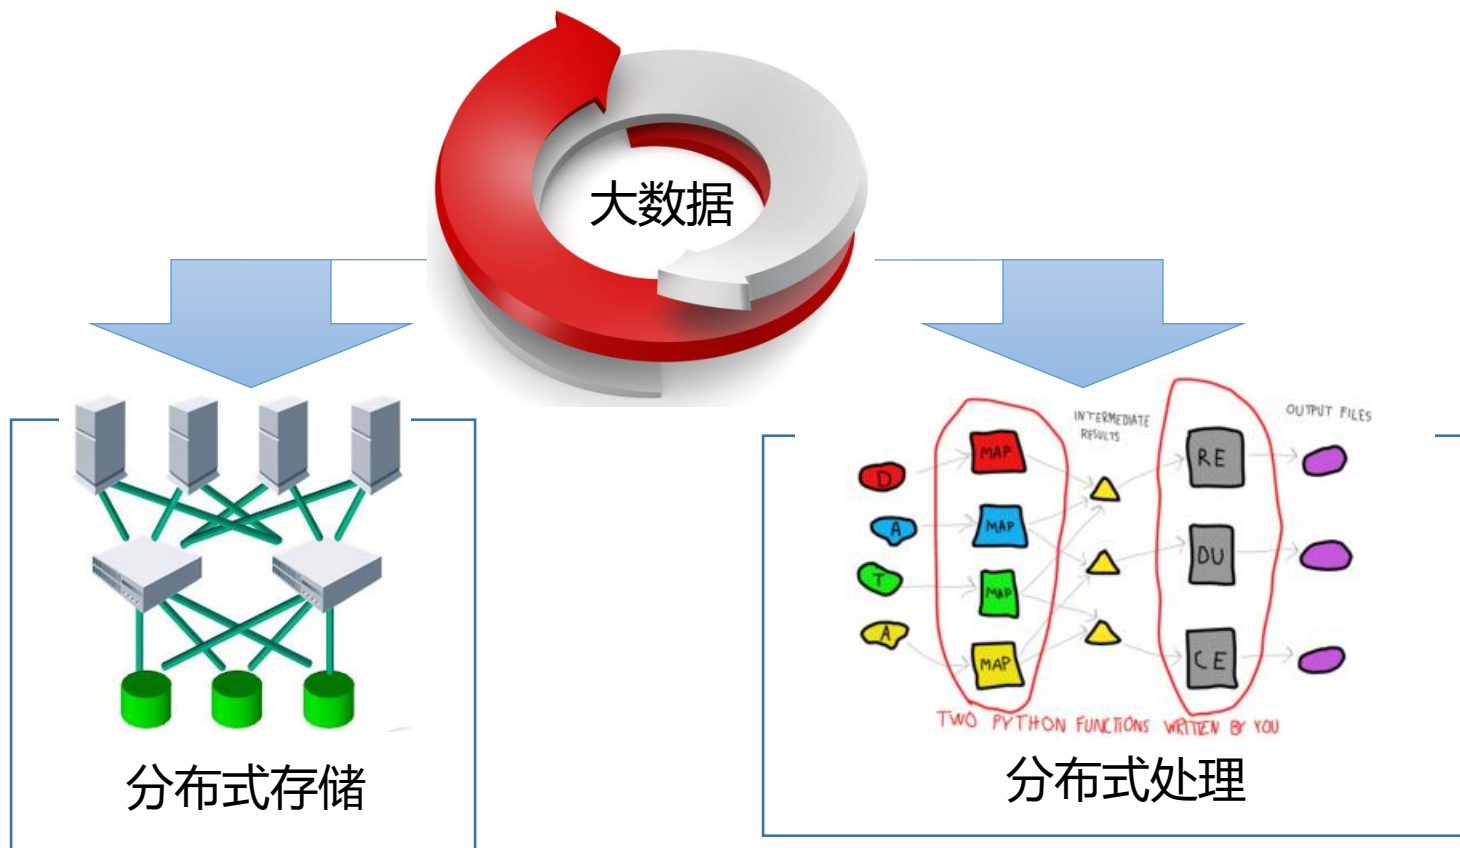 大数据
INTERMEDIATE
RESULTS
OUTPUT FILES
D
MAP
RE
A
MAP
DU
T
MAP
A
MAP
CE
TWO PYTHON FUNCTIONS WRITTEN BY YOU
分布式存储
分布式处理